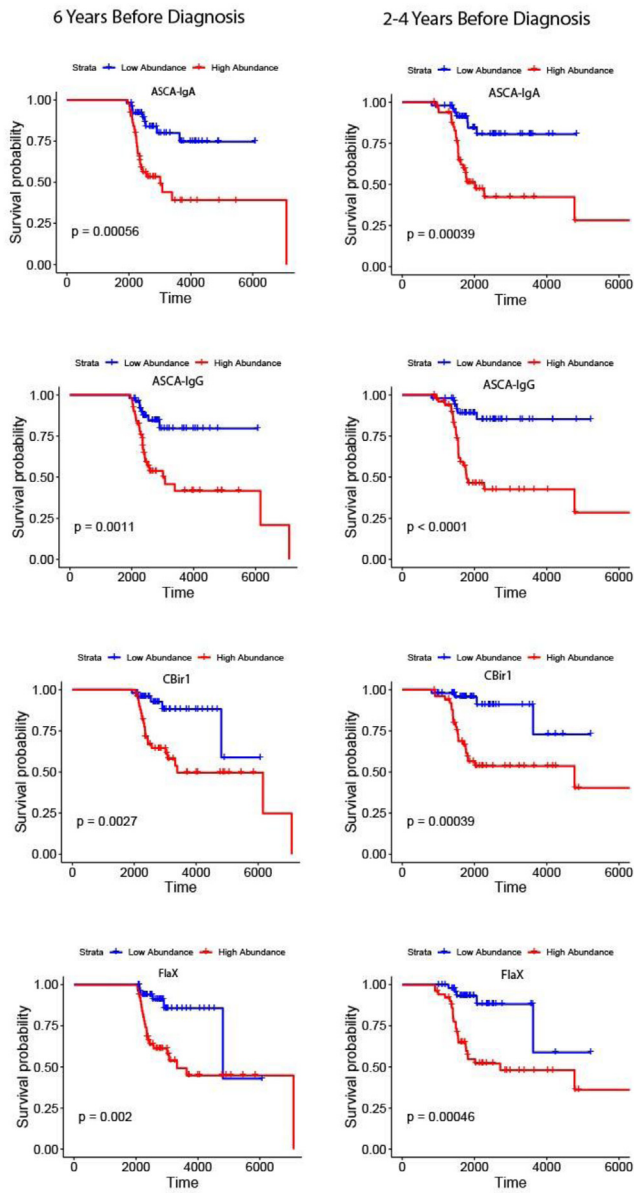 6 Years Before Diagnosis
2-4 Years Before Diagnosis
Strata Low Abundance High Abundance
ASCA-IgA
Survival probability
1.00
0.75
0.50
0.25
0.00
p = 0.00056
0 2000 4000 6000
Time
Strata Low Abundance High Abundance
ASCA-IgA
Survival probability
1.00
0.75
0.50
0.25
0.00
p = 0.00039
0 2000 4000 6000
Time
Strata Low Abundance High Abundance
ASCA-IgG
Survival probability
1.00
0.75
0.50
0.25
0.00
p = 0.0011
0 2000 4000 6000
Time
Strata Low Abundance High Abundance
ASCA-IgG
Survival probability
1.00
0.75
0.50
0.25
0.00
p < 0.0001
0 2000 4000 6000
Time
Strata Low Abundance High Abundance
CBir1
Survival probability
1.00
0.75
0.50
0.25
0.00
p = 0.0027
0 2000 4000 6000
Time
Strata Low Abundance High Abundance
CBir1
Survival probability
1.00
0.75
0.50
0.25
0.00
p = 0.00039
0 2000 4000 6000
Time
Strata Low Abundance High Abundance
FlaX
Survival probability
1.00
0.75
0.50
0.25
0.00
p = 0.002
0 2000 4000 6000
Time
Strata Low Abundance High Abundance
FlaX
Survival probability
1.00
0.75
0.50
0.25
0.00
p = 0.00046
0 2000 4000 6000
Time